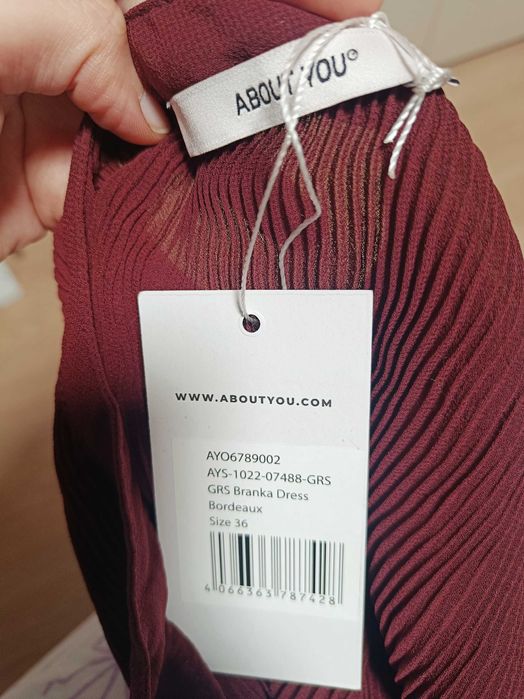 ABOUT YOU°
WWW.ABOUTYOU.COM
AYO6789002
AYS-1022-07488-GRS
GRS Branka Dress
Bordeaux
Size 36
4 066363 787428